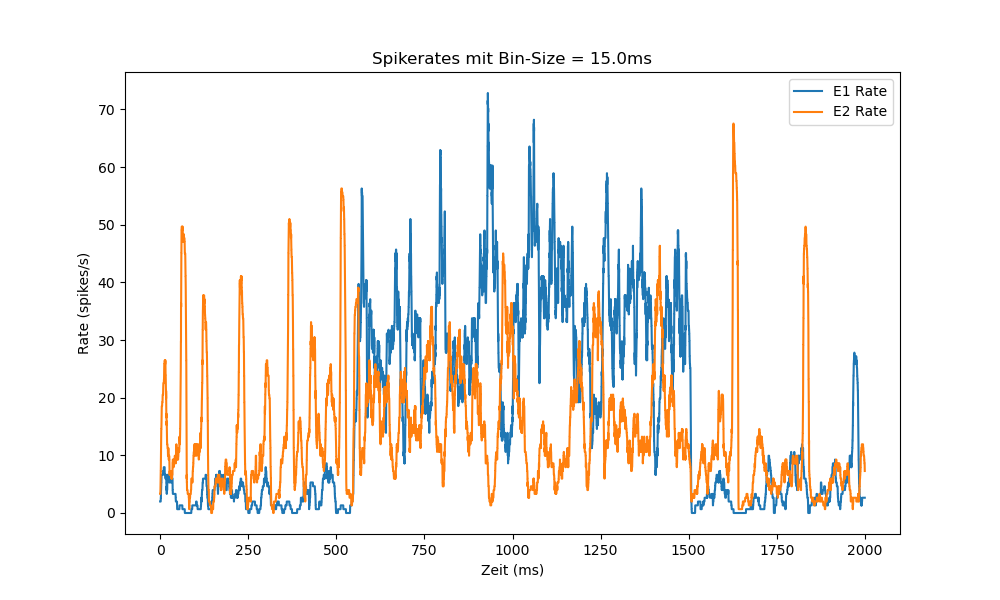 Spikerates mit Bin-Size = 15.0ms
E1 Rate
E2 Rate
70
60
50
40
30
20
10
0
Rate (spikes/s)
0 250 500 750 1000 1250 1500 1750 2000
Zeit (ms)